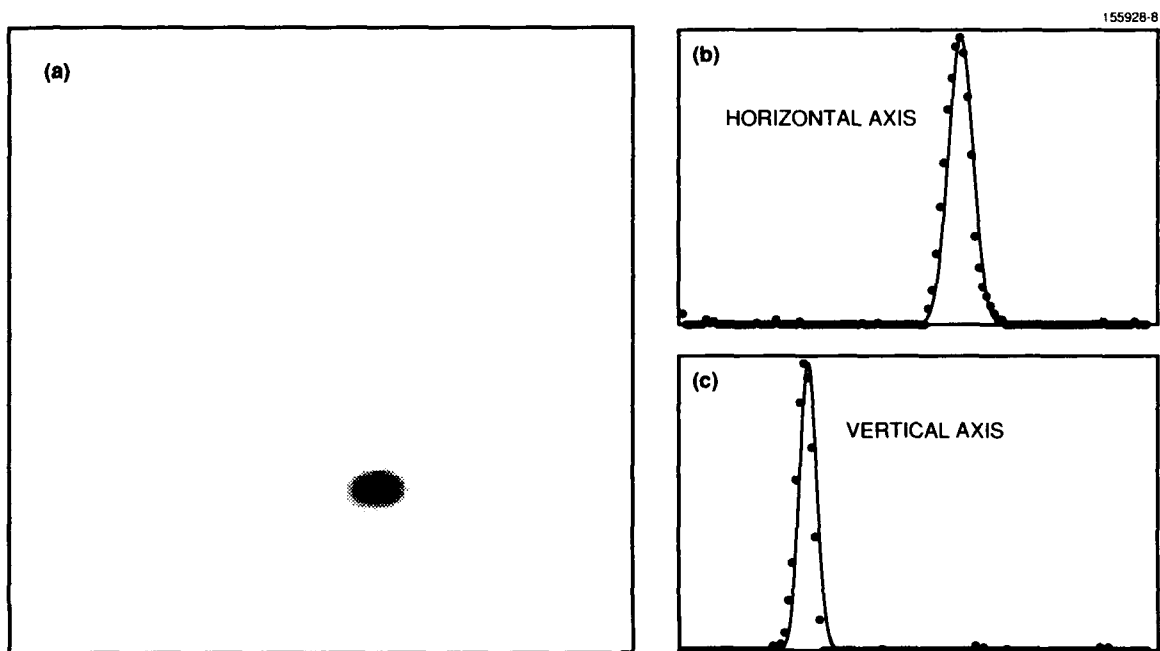 155928-8
(a)
(b)
HORIZONTAL AXIS
(c)
VERTICAL AXIS